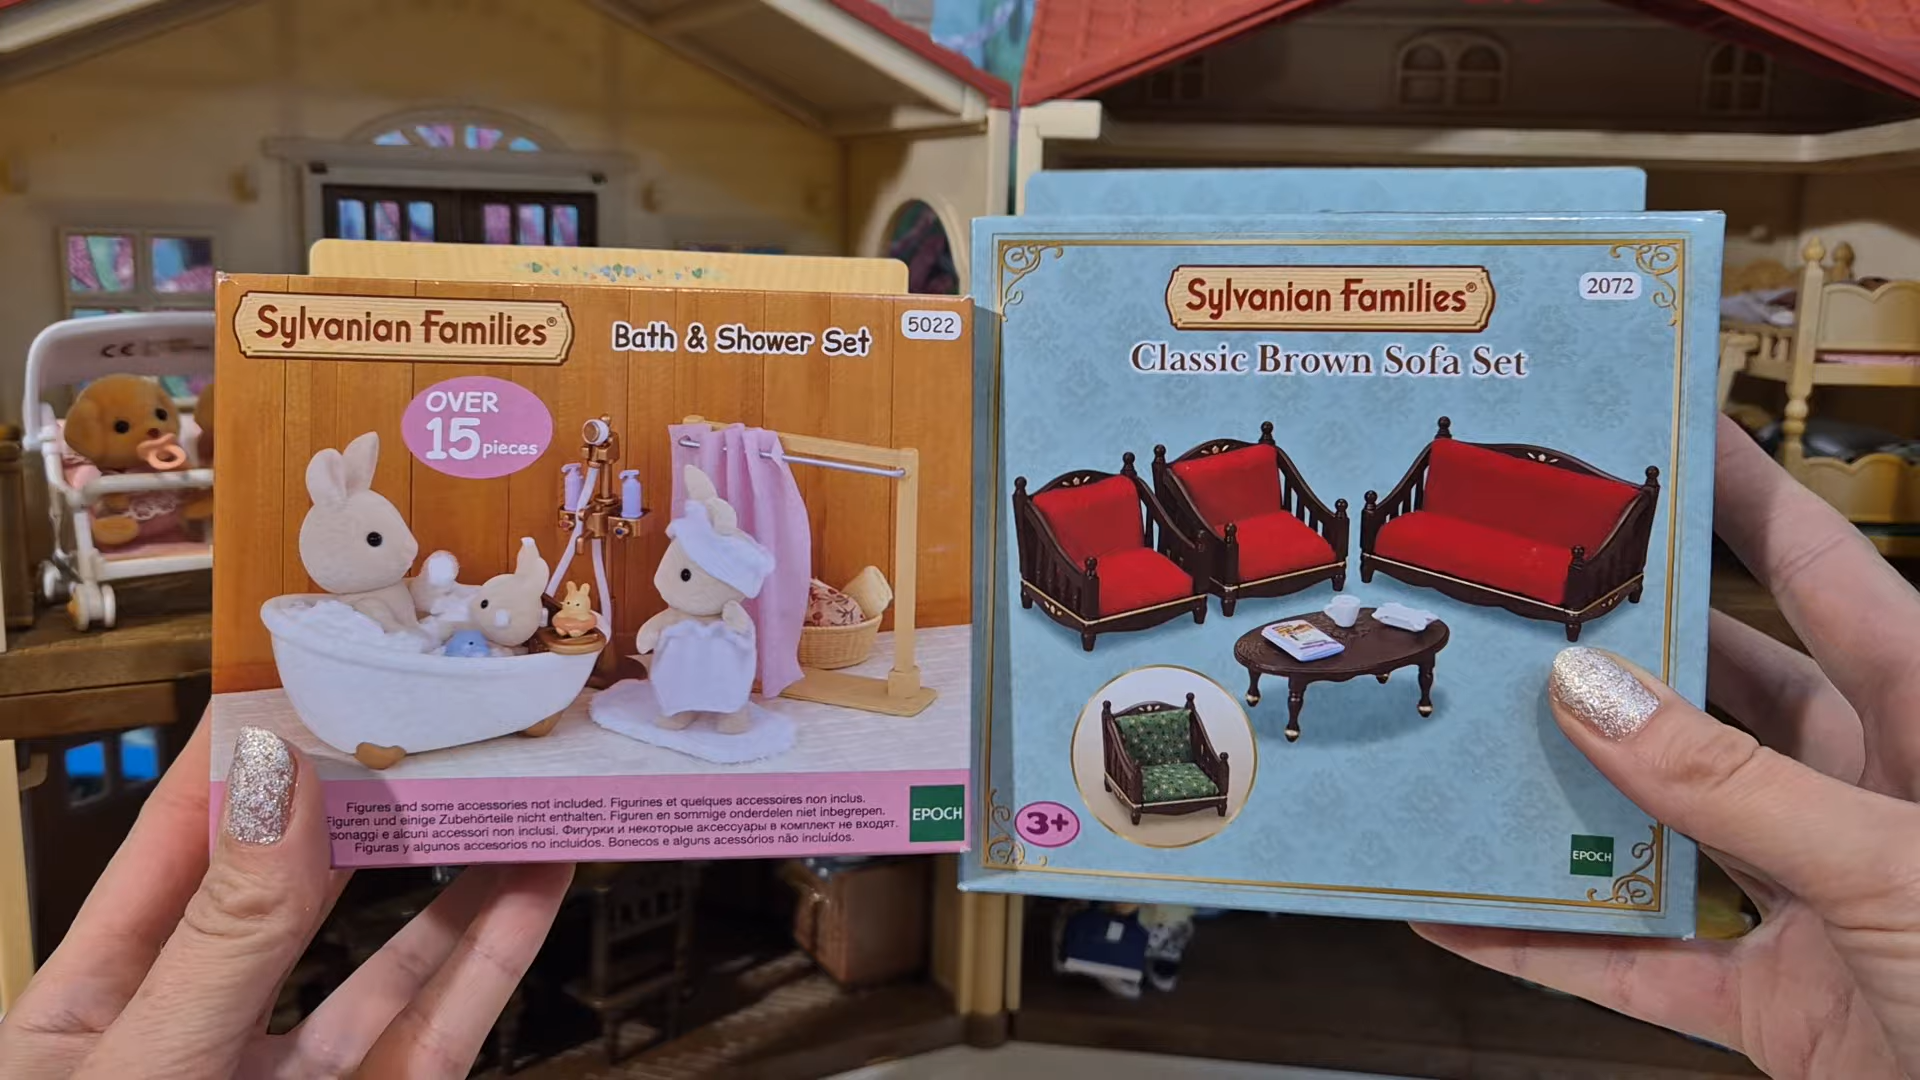 CE
Sylvanian Families®
Bath & Shower Set
5022
OVER
15 pieces
Figures and some accessories not included. Figurines et quelques accessoires non inclus.
Figuren und einige Zubehörteile nicht enthalten. Figuren en sommige onderdelen niet inbegrepen.
sonaggi e alcuni accessori non inclusi. Фигурки и некоторые аксессуары в комплект не входят.
Figuras y algunos accesorios no incluidos. Bonecos e alguns acessórios não incluídos.
EPOCH
Sylvanian Families®
2072
Classic Brown Sofa Set
3+
EPOCH